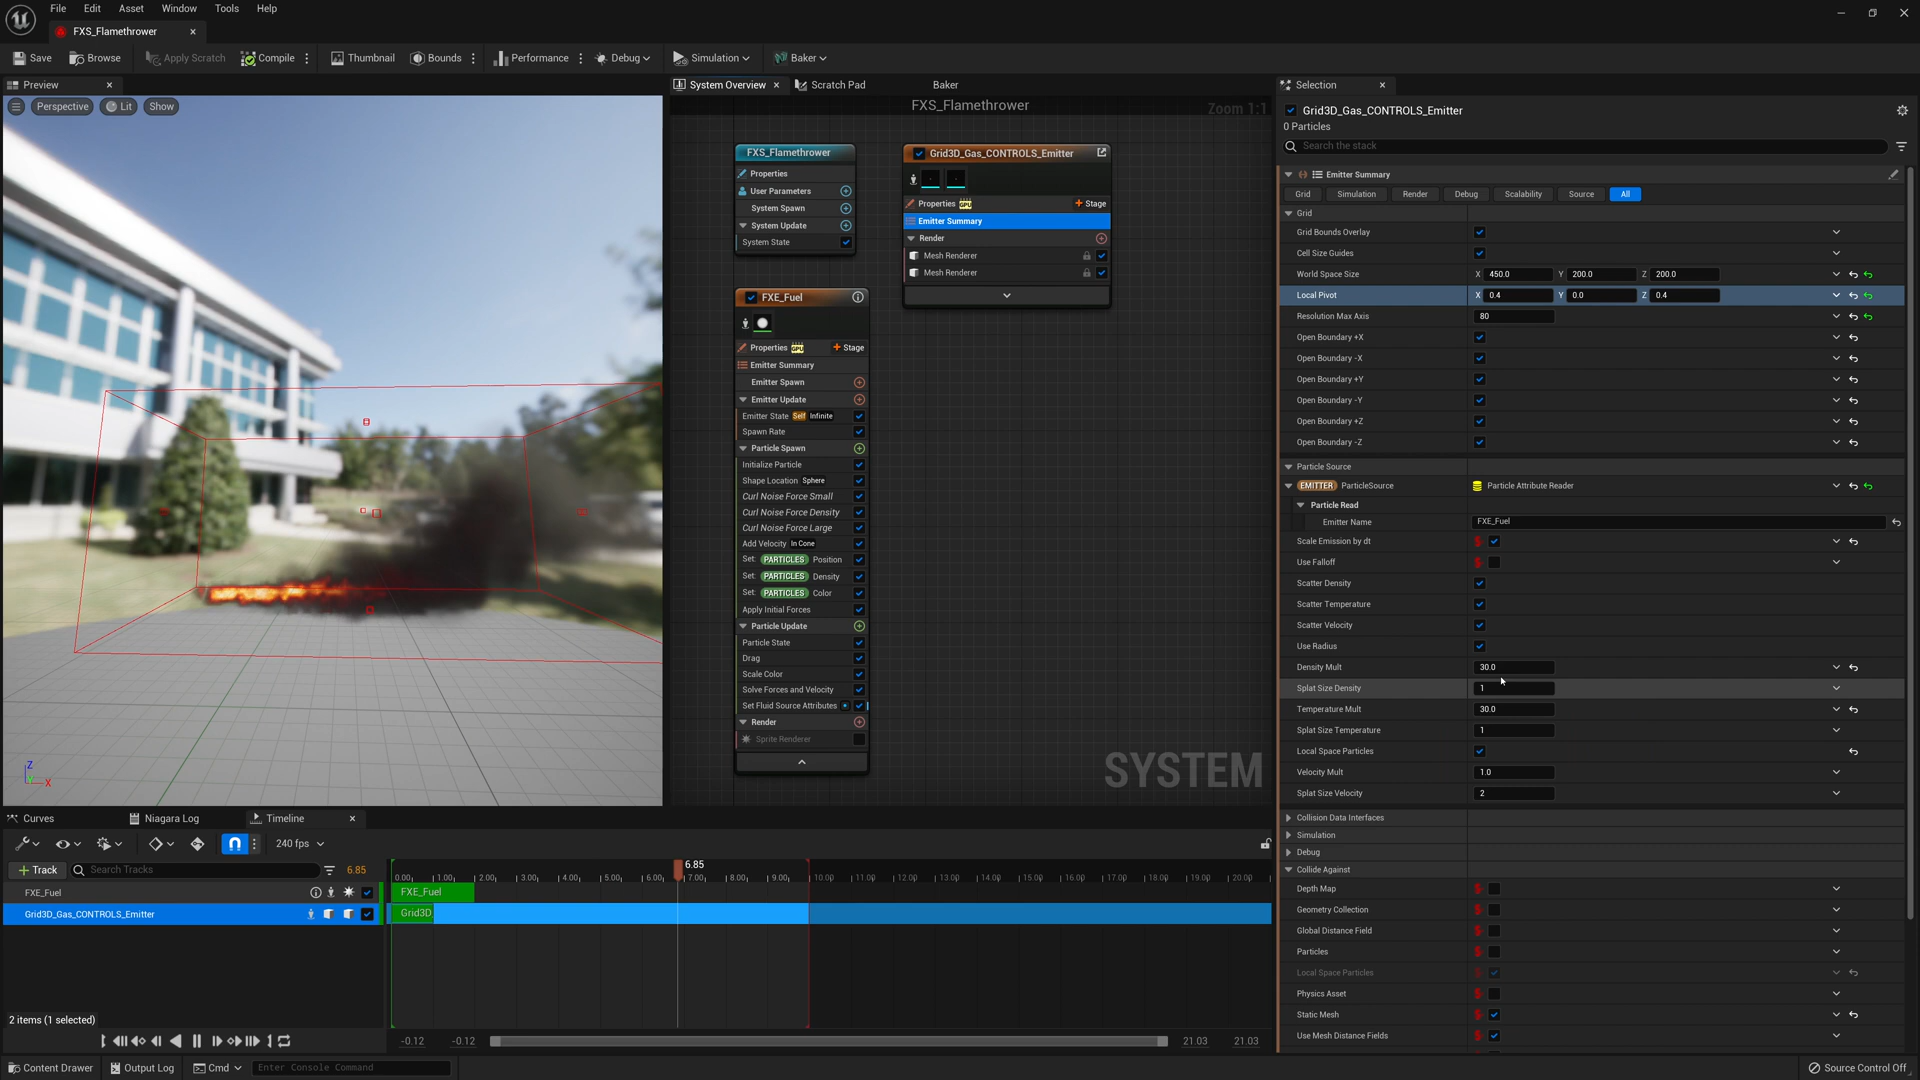 File Edit Asset Window Tools Help
FXS_Flamethrower
Save Browse Apply Scratch Compile Thumbnail Bounds Performance Debug Simulation Baker
Preview
Perspective Lit Show
System Overview Scratch Pad Baker
FXS_Flamethrower
Zoom 1:1
FXS_Flamethrower
Properties
User Parameters
System Spawn
System Update
System State
Grid3D_Gas_CONTROLS_Emitter
Properties GPU Stage
Emitter Summary
Render
Mesh Renderer
Mesh Renderer
FXE_Fuel
Properties GPU Stage
Emitter Summary
Emitter Spawn
Emitter Update
Emitter State Self Infinite
Spawn Rate
Particle Spawn
Initialize Particle
Shape Location Sphere
Curl Noise Force Small
Curl Noise Force Density
Curl Noise Force Large
Add Velocity In Cone
Set: PARTICLES Position
Set: PARTICLES Density
Set: PARTICLES Color
Apply Initial Forces
Particle Update
Particle State
Drag
Scale Color
Solve Forces and Velocity
Set Fluid Source Attributes
Render
Sprite Renderer
SYSTEM
Z
Y
X
Selection
Grid3D_Gas_CONTROLS_Emitter
0 Particles
Search the stack
Emitter Summary
Grid Simulation Render Debug Scalability Source All
Grid
Grid Bounds Overlay
Cell Size Guides
World Space Size X 450.0 Y 200.0 Z 200.0
Local Pivot X 0.4 Y 0.0 Z 0.4
Resolution Max Axis 80
Open Boundary +X
Open Boundary -X
Open Boundary +Y
Open Boundary -Y
Open Boundary +Z
Open Boundary -Z
Particle Source
EMITTER ParticleSource Particle Attribute Reader
Particle Read
Emitter Name FXE_Fuel
Scale Emission by dt
Use Falloff
Scatter Density
Scatter Temperature
Scatter Velocity
Use Radius
Density Mult 30.0
Splat Size Density 1
Temperature Mult 30.0
Splat Size Temperature 1
Local Space Particles
Velocity Mult 1.0
Splat Size Velocity 2
Collision Data Interfaces
Simulation
Debug
Collide Against
Depth Map
Geometry Collection
Global Distance Field
Particles
Local Space Particles
Physics Asset
Static Mesh
Use Mesh Distance Fields
Curves Niagara Log Timeline
240 fps
Track Search Tracks 6.85
6.85
0.00 1.00 2.00 3.00 4.00 5.00 6.00 7.00 8.00 9.00 10.00 11.00 12.00 13.00 14.00 15.00 16.00 17.00 18.00 19.00 20.00
FXE_Fuel FXE_Fuel
Grid3D_Gas_CONTROLS_Emitter Grid3D
2 items (1 selected)
-0.12 -0.12 21.03 21.03
Content Drawer Output Log Cmd Enter Console Command Source Control Off